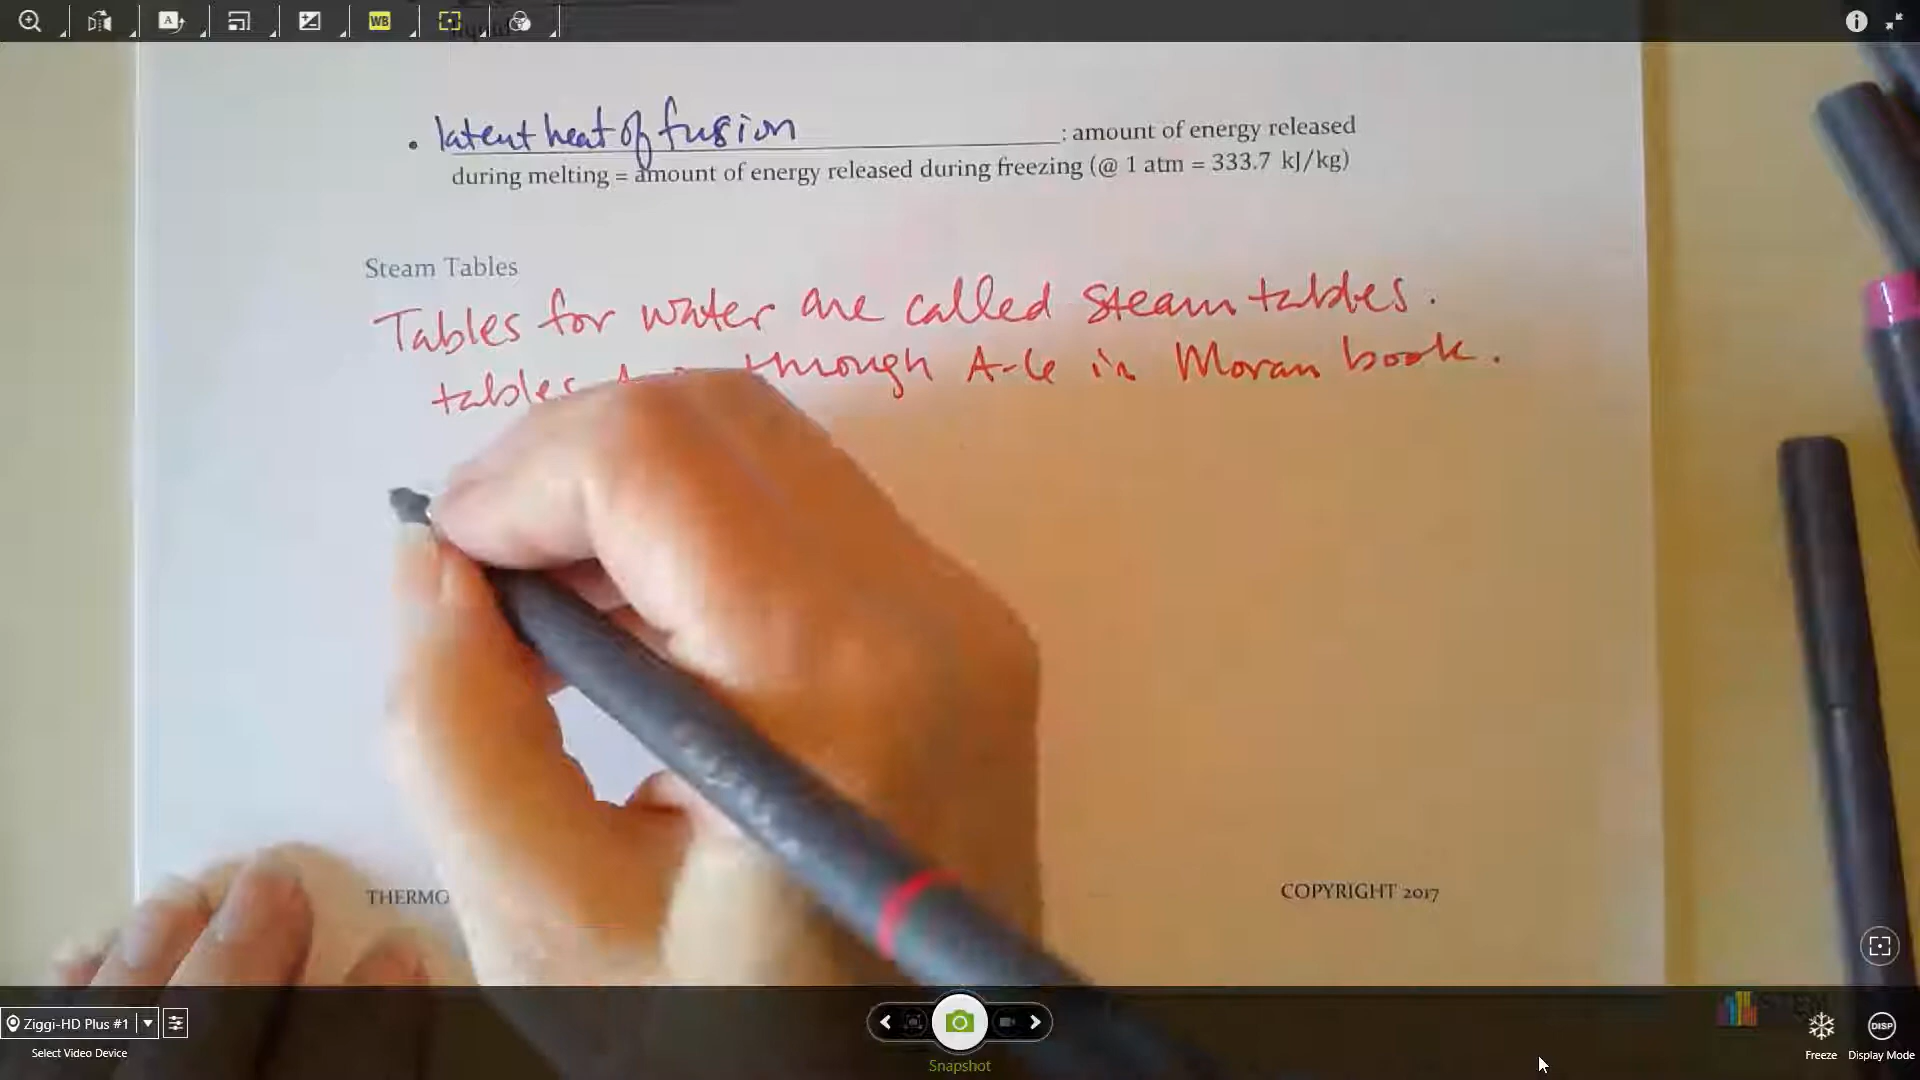 WB
• latent heat of fusion : amount of energy released
during melting = amount of energy released during freezing (@ 1 atm = 333.7 kJ/kg)
Steam Tables
Tables for water are called steam tables.
tables through A-6 in Moran book.
THERMO
COPYRIGHT 2017
Ziggi-HD Plus #1
Select Video Device
Snapshot
Freeze
DISP
Display Mode